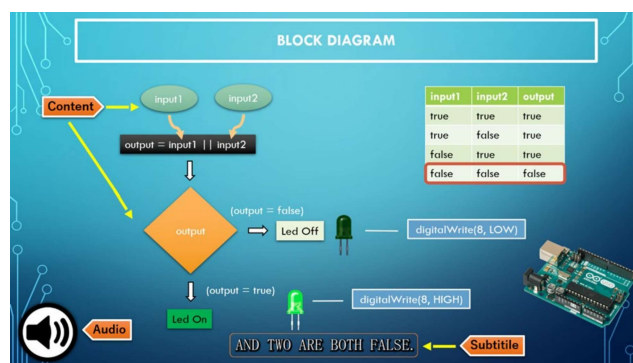 BLOCK DIAGRAM
Content
input1
input2
output = input1 || input2
input1 input2 output
true true true
true false true
false true true
false false false
output
(output = false)
Led Off
digitalWrite(8, LOW)
(output = true)
Led On
digitalWrite(8, HIGH)
Audio
AND TWO ARE BOTH FALSE.
Subtitile